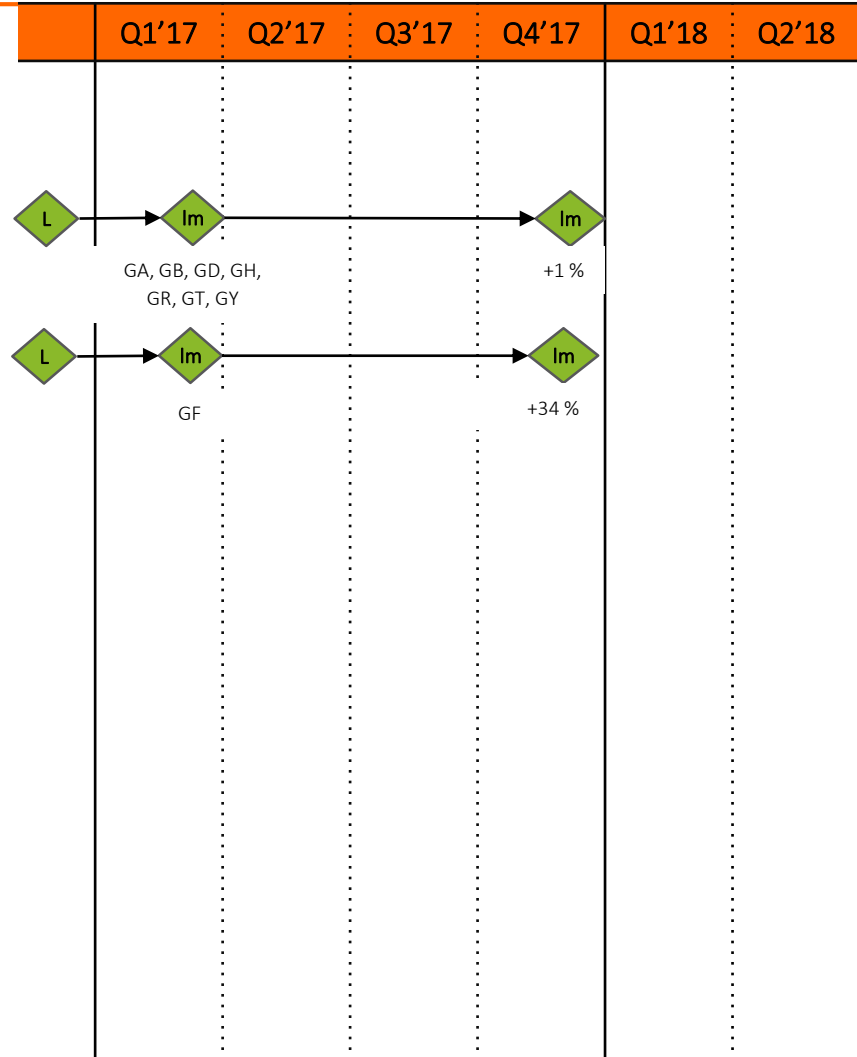 Q1’17 Q2’17 Q3’17 Q4’17 Q1’18 Q2’18
L Im Im
GA, GB, GD, GH, +1 %
GR, GT, GY
L Im Im
GF +34 %